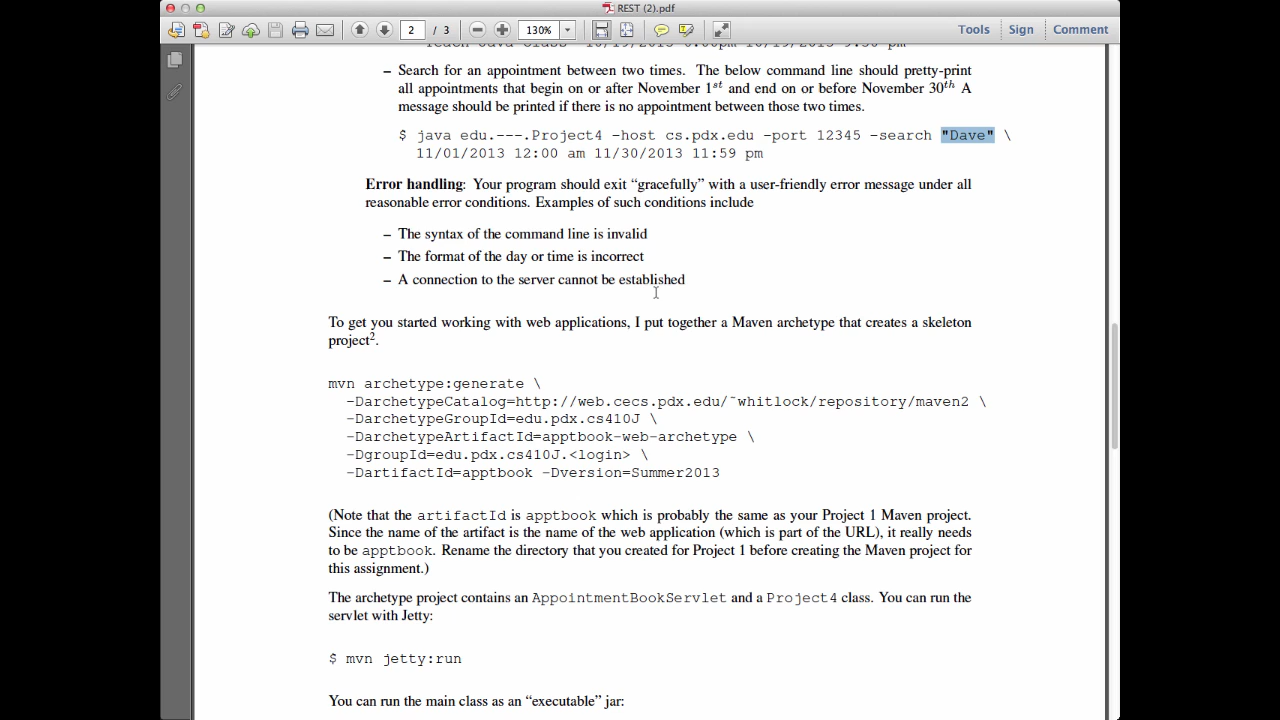 REST (2).pdf
2 / 3 130% Tools Sign Comment
– Search for an appointment between two times. The below command line should pretty-print
all appointments that begin on or after November 1st and end on or before November 30th A
message should be printed if there is no appointment between those two times.
$ java edu.---.Project4 -host cs.pdx.edu -port 12345 -search "Dave" \
11/01/2013 12:00 am 11/30/2013 11:59 pm
Error handling: Your program should exit “gracefully” with a user-friendly error message under all
reasonable error conditions. Examples of such conditions include
– The syntax of the command line is invalid
– The format of the day or time is incorrect
– A connection to the server cannot be established
To get you started working with web applications, I put together a Maven archetype that creates a skeleton
project2.
mvn archetype:generate \
-DarchetypeCatalog=http://web.cecs.pdx.edu/~whitlock/repository/maven2 \
-DarchetypeGroupId=edu.pdx.cs410J \
-DarchetypeArtifactId=apptbook-web-archetype \
-DgroupId=edu.pdx.cs410J.<login> \
-DartifactId=apptbook -Dversion=Summer2013
(Note that the artifactId is apptbook which is probably the same as your Project 1 Maven project.
Since the name of the artifact is the name of the web application (which is part of the URL), it really needs
to be apptbook. Rename the directory that you created for Project 1 before creating the Maven project for
this assignment.)
The archetype project contains an AppointmentBookServlet and a Project4 class. You can run the
servlet with Jetty:
$ mvn jetty:run
You can run the main class as an “executable” jar: